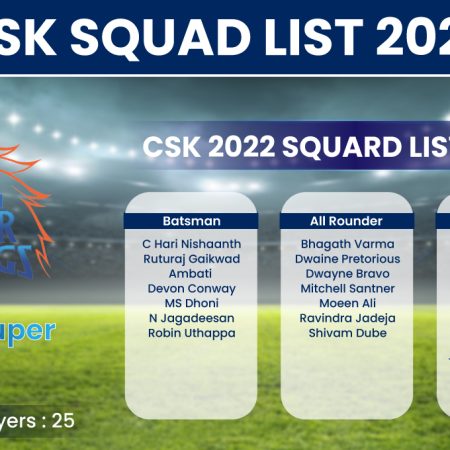 SK SQUAD LIST 202
CSK 2022 SQUARD LIST
Batsman
C Hari Nishaanth
Ruturaj Gaikwad
Ambati
Devon Conway
MS Dhoni
N Jagadeesan
Robin Uthappa
All Rounder
Bhagath Varma
Dwaine Pretorious
Dwayne Bravo
Mitchell Santner
Moeen Ali
Ravindra Jadeja
Shivam Dube
uper
yers : 25